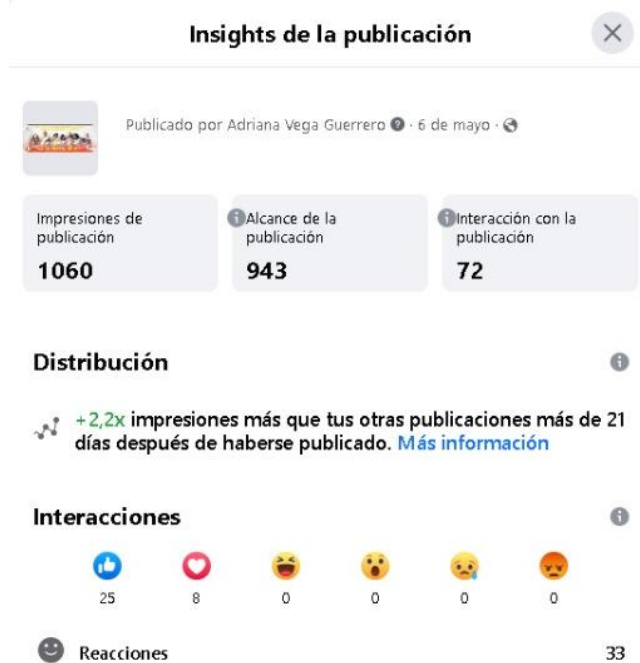 Insights de la publicación
Publicado por Adriana Vega Guerrero · 6 de mayo ·
Impresiones de
publicación
1060
Alcance de la
publicación
943
Interacción con la
publicación
72
Distribución
+2,2x impresiones más que tus otras publicaciones más de 21
días después de haberse publicado. Más información
Interacciones
25 8 0 0 0 0
Reacciones 33